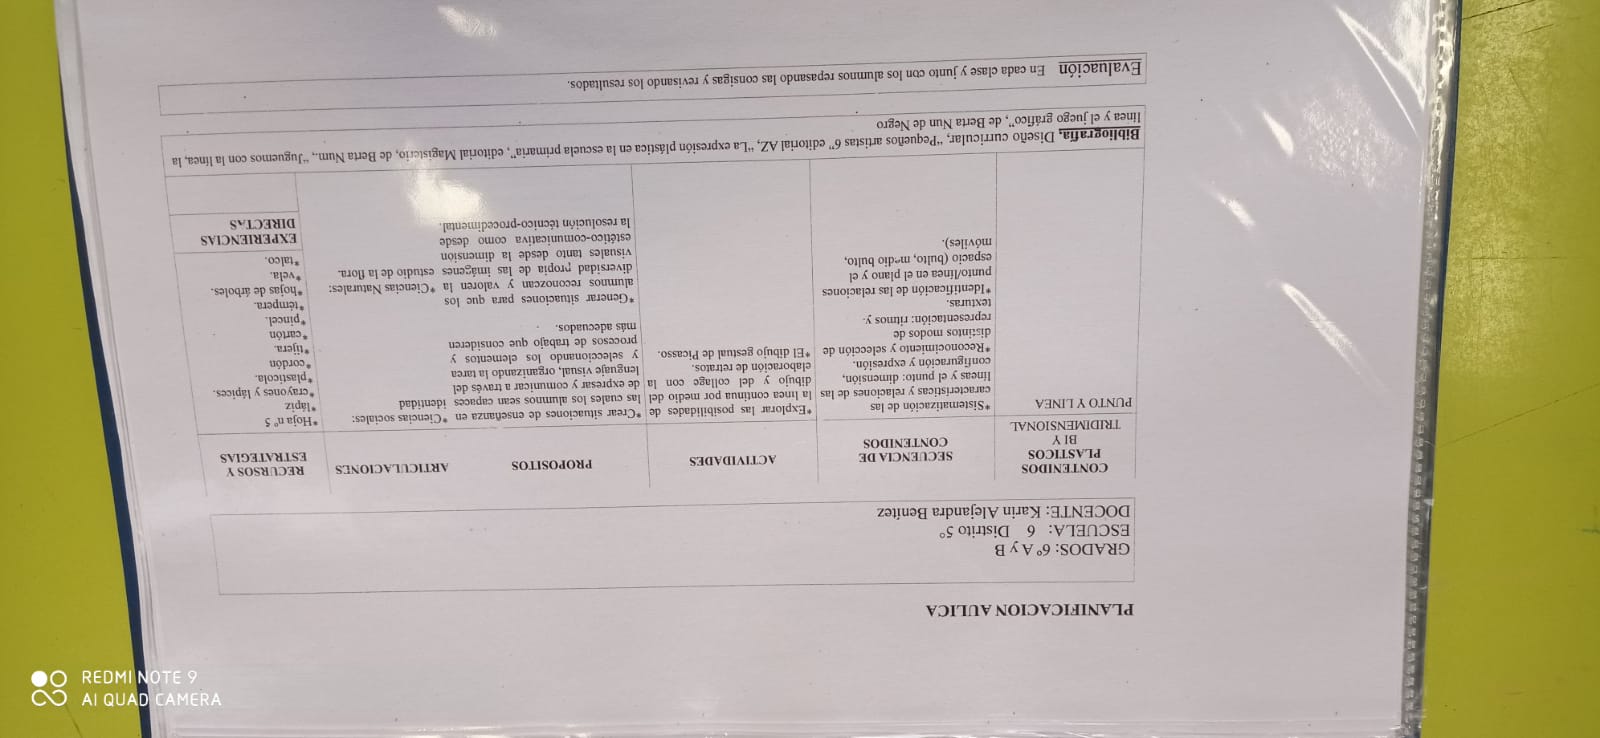 AI QUAD CAMERA
REDMI NOTE 9
PLANIFICACION AULICA
GRADOS: 6º A y B
ESCUELA: 6 Distrito 5°
DOCENTE: Karin Alejandra Benítez
CONTENIDOS
PLASTICOS
BI Y
TRIDIMENSIONAL
PUNTO Y LINEA
SECUENCIA DE
CONTENIDOS
*Sistematización de las
características y relaciones de las
líneas y el punto: dimensión,
configuración y expresión.
*Reconocimiento y selección de
distintos modos de
representación: ritmos y
texturas.
*Identificación de las relaciones
punto/línea en el plano y el
espacio (bulto, medio bulto,
móviles).
ACTIVIDADES
*Explorar las posibilidades de
la línea continua por medio del
dibujo y del collage con la
elaboración de retratos.
*El dibujo gestual de Picasso.
PROPOSITOS
*Crear situaciones de enseñanza en
las cuales los alumnos sean capaces
de expresar y comunicar a través del
lenguaje visual, organizando la tarea
y seleccionando los elementos y
procesos de trabajo que consideren
más adecuados.
*Generar situaciones para que los
alumnos reconozcan y valoren la
diversidad propia de las imágenes
visuales tanto desde la dimensión
estético-comunicativa como desde
la resolución técnico-procedimental.
ARTICULACIONES
*Ciencias sociales:
identidad
*Ciencias Naturales:
estudio de la flora.
RECURSOS Y
ESTRATEGIAS
*Hoja nº 5
*lápiz
*crayones y lápices.
*plasticola.
*cordón
*tijera.
*cartón
*pincel.
*témpera.
*hojas de árboles.
*vela.
*talco.
EXPERIENCIAS
DIRECTAS
Bibliografía. Diseño curricular, “Pequeños artistas 6” editorial AZ, “La expresión plástica en la escuela primaria”, editorial Magisterio, de Berta Num., “Juguemos con la línea, la
línea y el juego gráfico”, de Berta Nun de Negro
Evaluación En cada clase y junto con los alumnos repasando las consigas y revisando los resultados.